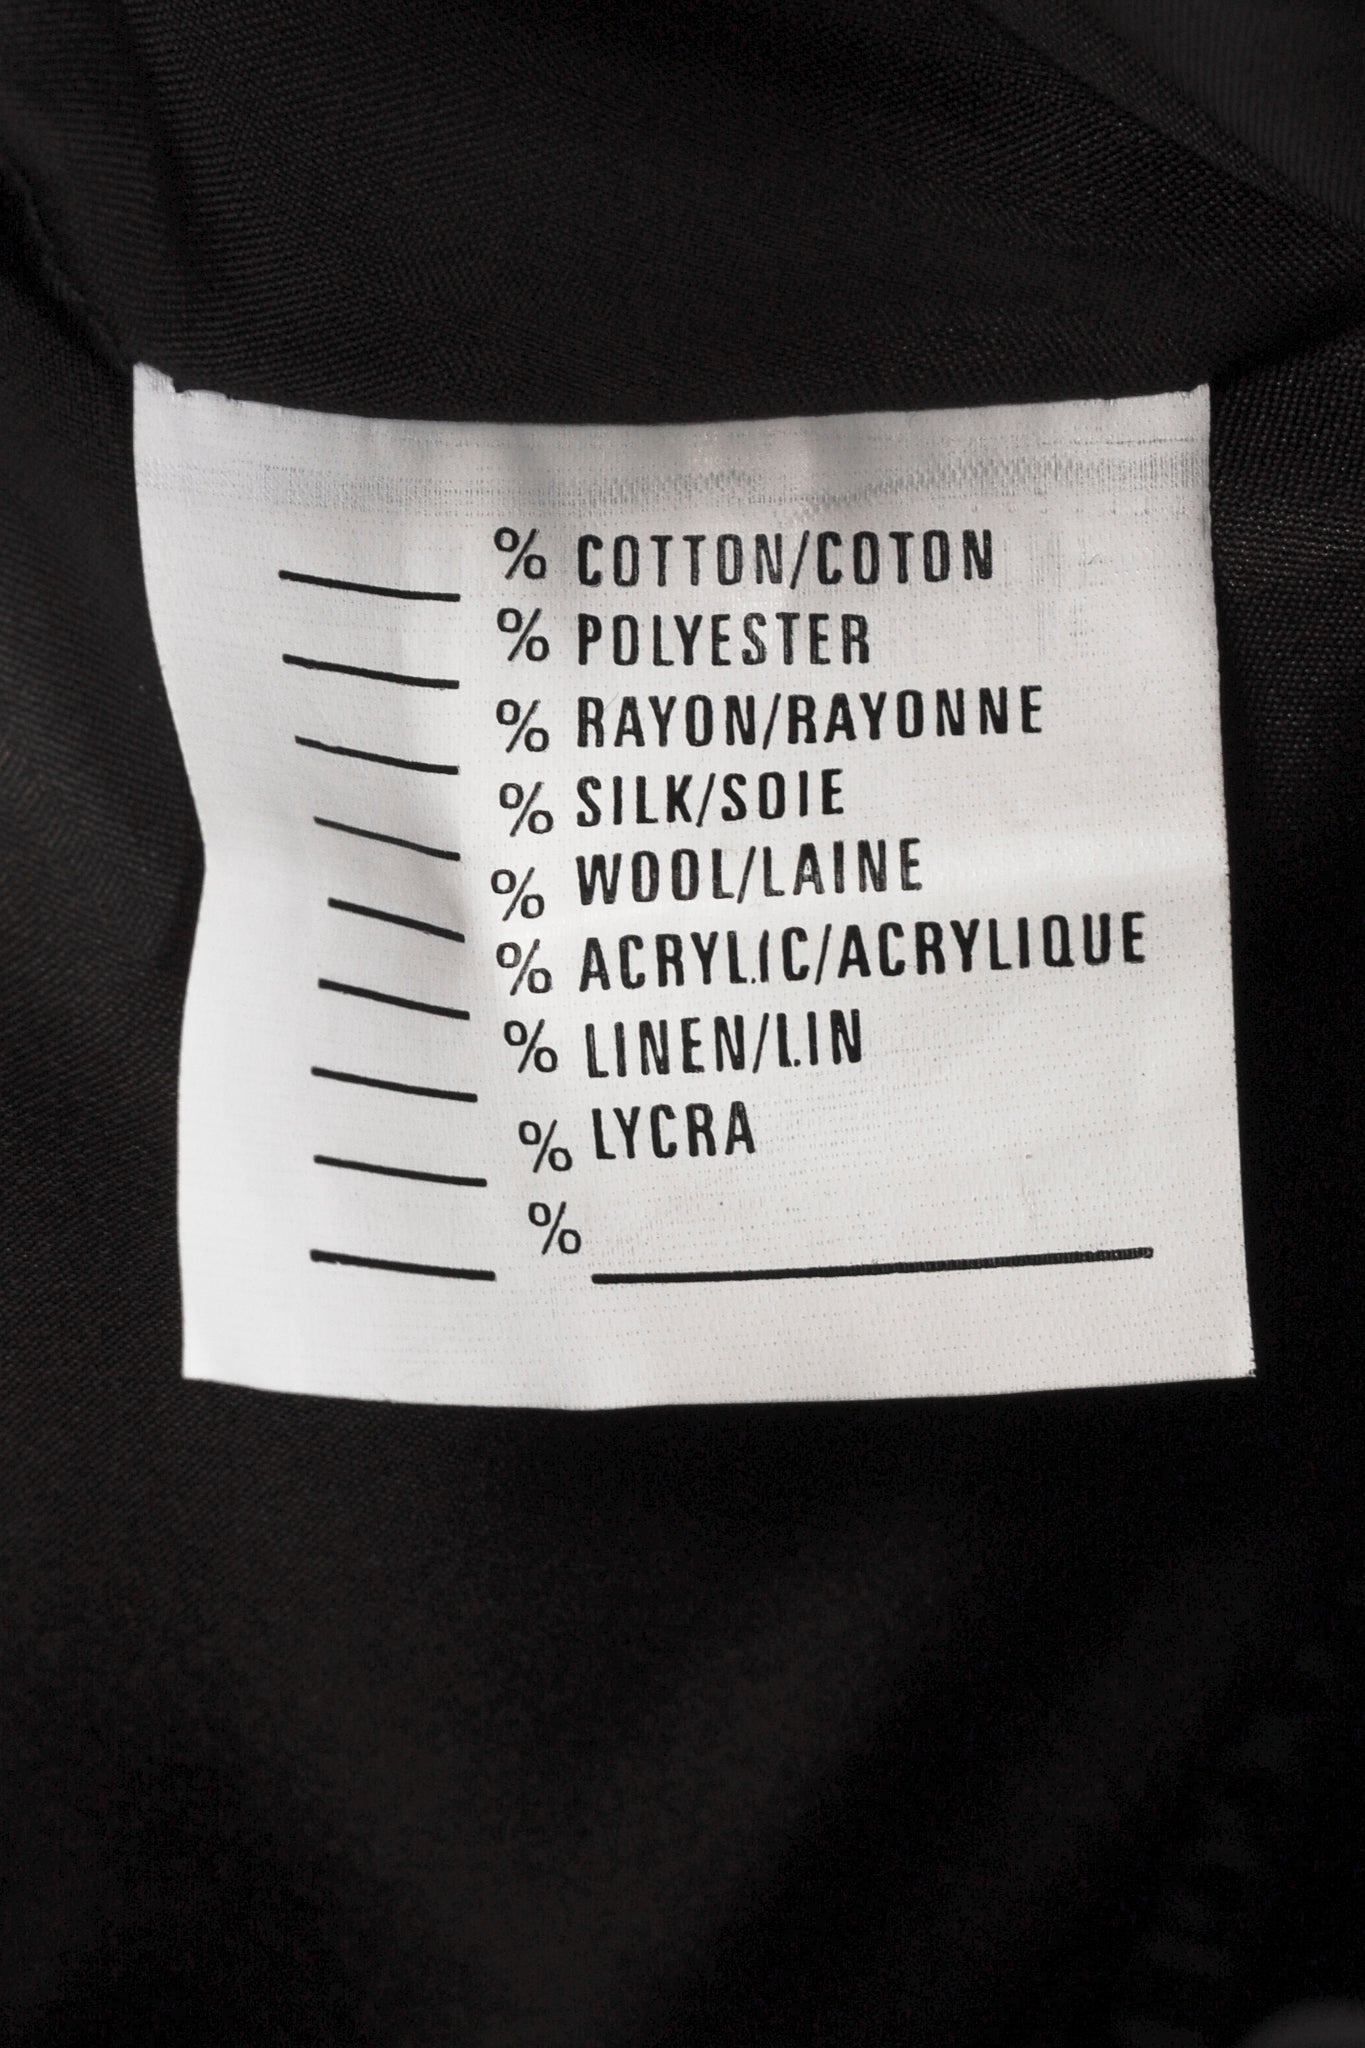 % COTTON/COTON
% POLYESTER
% RAYON/RAYONNE
% SILK/SOIE
% WOOL/LAINE
% ACRYLIC/ACRYLIQUE
% LINEN/LIN
% LYCRA
%